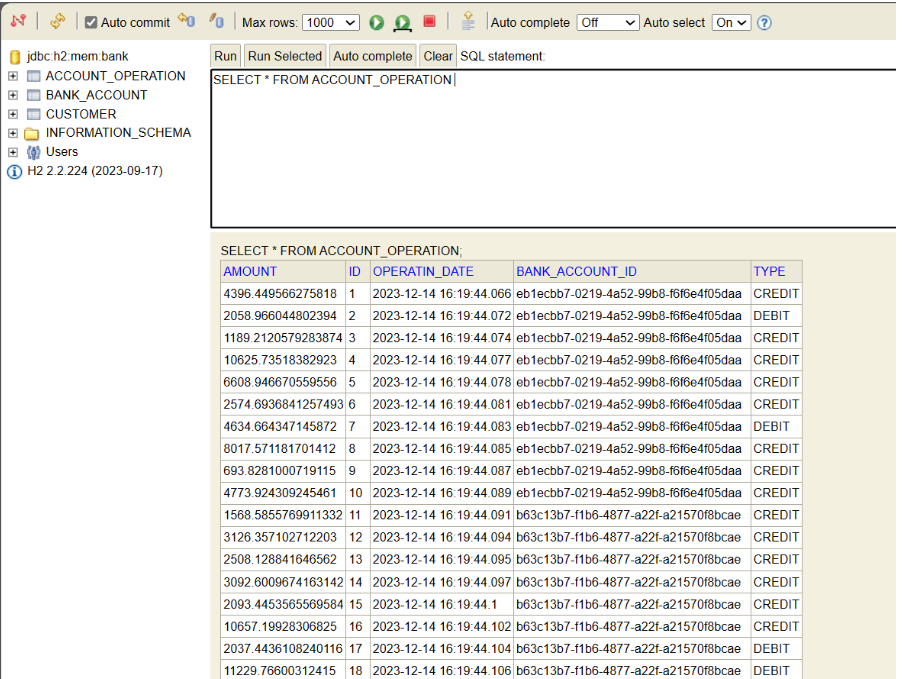 Auto commit Max rows: 1000 Auto complete Off Auto select On
jdbc:h2:mem:bank
ACCOUNT_OPERATION
BANK_ACCOUNT
CUSTOMER
INFORMATION_SCHEMA
Users
H2 2.2.224 (2023-09-17)
Run Run Selected Auto complete Clear SQL statement:
SELECT * FROM ACCOUNT_OPERATION
SELECT * FROM ACCOUNT_OPERATION;
AMOUNT ID OPERATIN_DATE BANK_ACCOUNT_ID TYPE
4396.449566275818 1 2023-12-14 16:19:44.066 eb1ecbb7-0219-4a52-99b8-f6f6e4f05daa CREDIT
2058.966044802394 2 2023-12-14 16:19:44.072 eb1ecbb7-0219-4a52-99b8-f6f6e4f05daa DEBIT
1189.2120579283874 3 2023-12-14 16:19:44.074 eb1ecbb7-0219-4a52-99b8-f6f6e4f05daa CREDIT
10625.73518382923 4 2023-12-14 16:19:44.077 eb1ecbb7-0219-4a52-99b8-f6f6e4f05daa CREDIT
6608.946670559556 5 2023-12-14 16:19:44.078 eb1ecbb7-0219-4a52-99b8-f6f6e4f05daa CREDIT
2574.6936841257493 6 2023-12-14 16:19:44.081 eb1ecbb7-0219-4a52-99b8-f6f6e4f05daa CREDIT
4634.664347145872 7 2023-12-14 16:19:44.083 eb1ecbb7-0219-4a52-99b8-f6f6e4f05daa DEBIT
8017.571181701412 8 2023-12-14 16:19:44.085 eb1ecbb7-0219-4a52-99b8-f6f6e4f05daa CREDIT
693.8281000719115 9 2023-12-14 16:19:44.087 eb1ecbb7-0219-4a52-99b8-f6f6e4f05daa CREDIT
4773.924309245461 10 2023-12-14 16:19:44.089 eb1ecbb7-0219-4a52-99b8-f6f6e4f05daa CREDIT
1568.5855769911332 11 2023-12-14 16:19:44.091 b63c13b7-f1b6-4877-a22f-a21570f8bcae CREDIT
3126.357102712203 12 2023-12-14 16:19:44.094 b63c13b7-f1b6-4877-a22f-a21570f8bcae CREDIT
2508.128841646562 13 2023-12-14 16:19:44.095 b63c13b7-f1b6-4877-a22f-a21570f8bcae CREDIT
3092.6009674163142 14 2023-12-14 16:19:44.097 b63c13b7-f1b6-4877-a22f-a21570f8bcae CREDIT
2093.4453565569584 15 2023-12-14 16:19:44.1 b63c13b7-f1b6-4877-a22f-a21570f8bcae CREDIT
10657.19928306825 16 2023-12-14 16:19:44.102 b63c13b7-f1b6-4877-a22f-a21570f8bcae CREDIT
2037.4436108240116 17 2023-12-14 16:19:44.104 b63c13b7-f1b6-4877-a22f-a21570f8bcae DEBIT
11229.76600312415 18 2023-12-14 16:19:44.106 b63c13b7-f1b6-4877-a22f-a21570f8bcae DEBIT